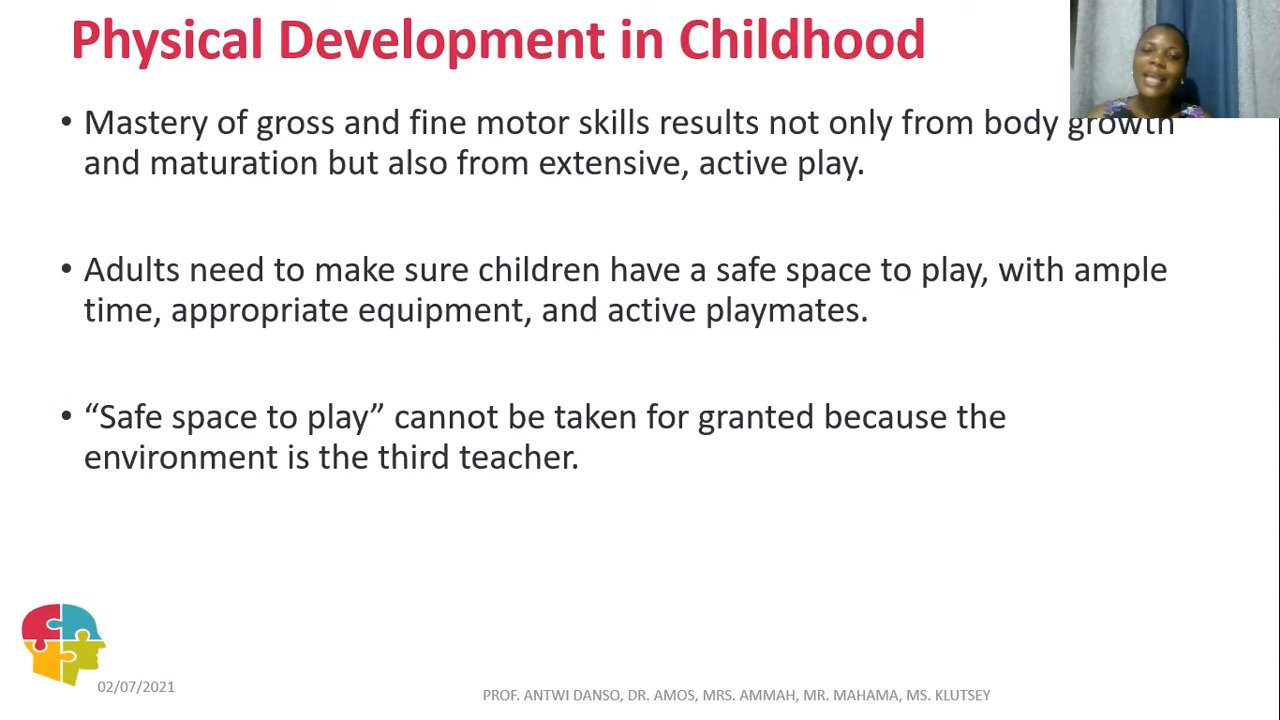 Physical Development in Childhood
• Mastery of gross and fine motor skills results not only from body growth
and maturation but also from extensive, active play.
• Adults need to make sure children have a safe space to play, with ample
time, appropriate equipment, and active playmates.
• “Safe space to play” cannot be taken for granted because the
environment is the third teacher.
02/07/2021
PROF. ANTWI DANSO, DR. AMOS, MRS. AMMAH, MR. MAHAMA, MS. KLUTSEY